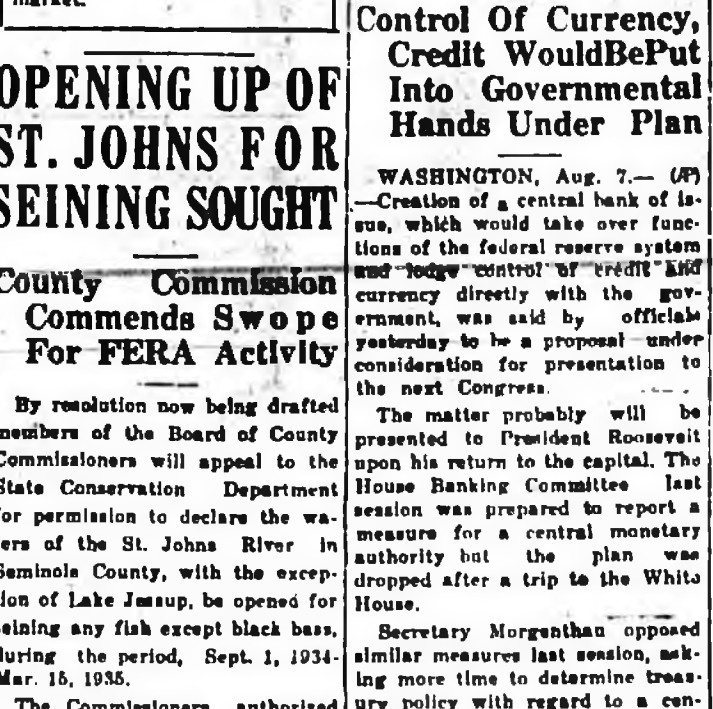 market.
OPENING UP OF
ST. JOHNS FOR
SEINING SOUGHT
County Commission
Commends Swope
For FERA Activity
By resolution now being drafted
members of the Board of County
Commissioners will appeal to the
State Conservation Department
for permission to declare the wa-
ters of the St. Johns River in
Seminole County, with the excep-
tion of Lake Jessup, be opened for
seining any fish except black bass,
during the period, Sept. 1, 1934-
Mar. 15, 1935.
The Commissioners authorized
Control Of Currency,
Credit WouldBePut
Into Governmental
Hands Under Plan
WASHINGTON, Aug. 7.— (AP)
—Creation of a central bank of is-
sue, which would take over func-
tions of the federal reserve system
and lodge control of credit and
currency directly with the gov-
ernment, was said by officials
yesterday to be a proposal under
consideration for presentation to
the next Congress.
The matter probably will be
presented to President Roosevelt
upon his return to the capital. The
House Banking Committee last
session was prepared to report a
measure for a central monetary
authority but the plan was
dropped after a trip to the White
House.
Secretary Morgenthau opposed
similar measures last session, ask-
ing more time to determine treas-
ury policy with regard to a cen-